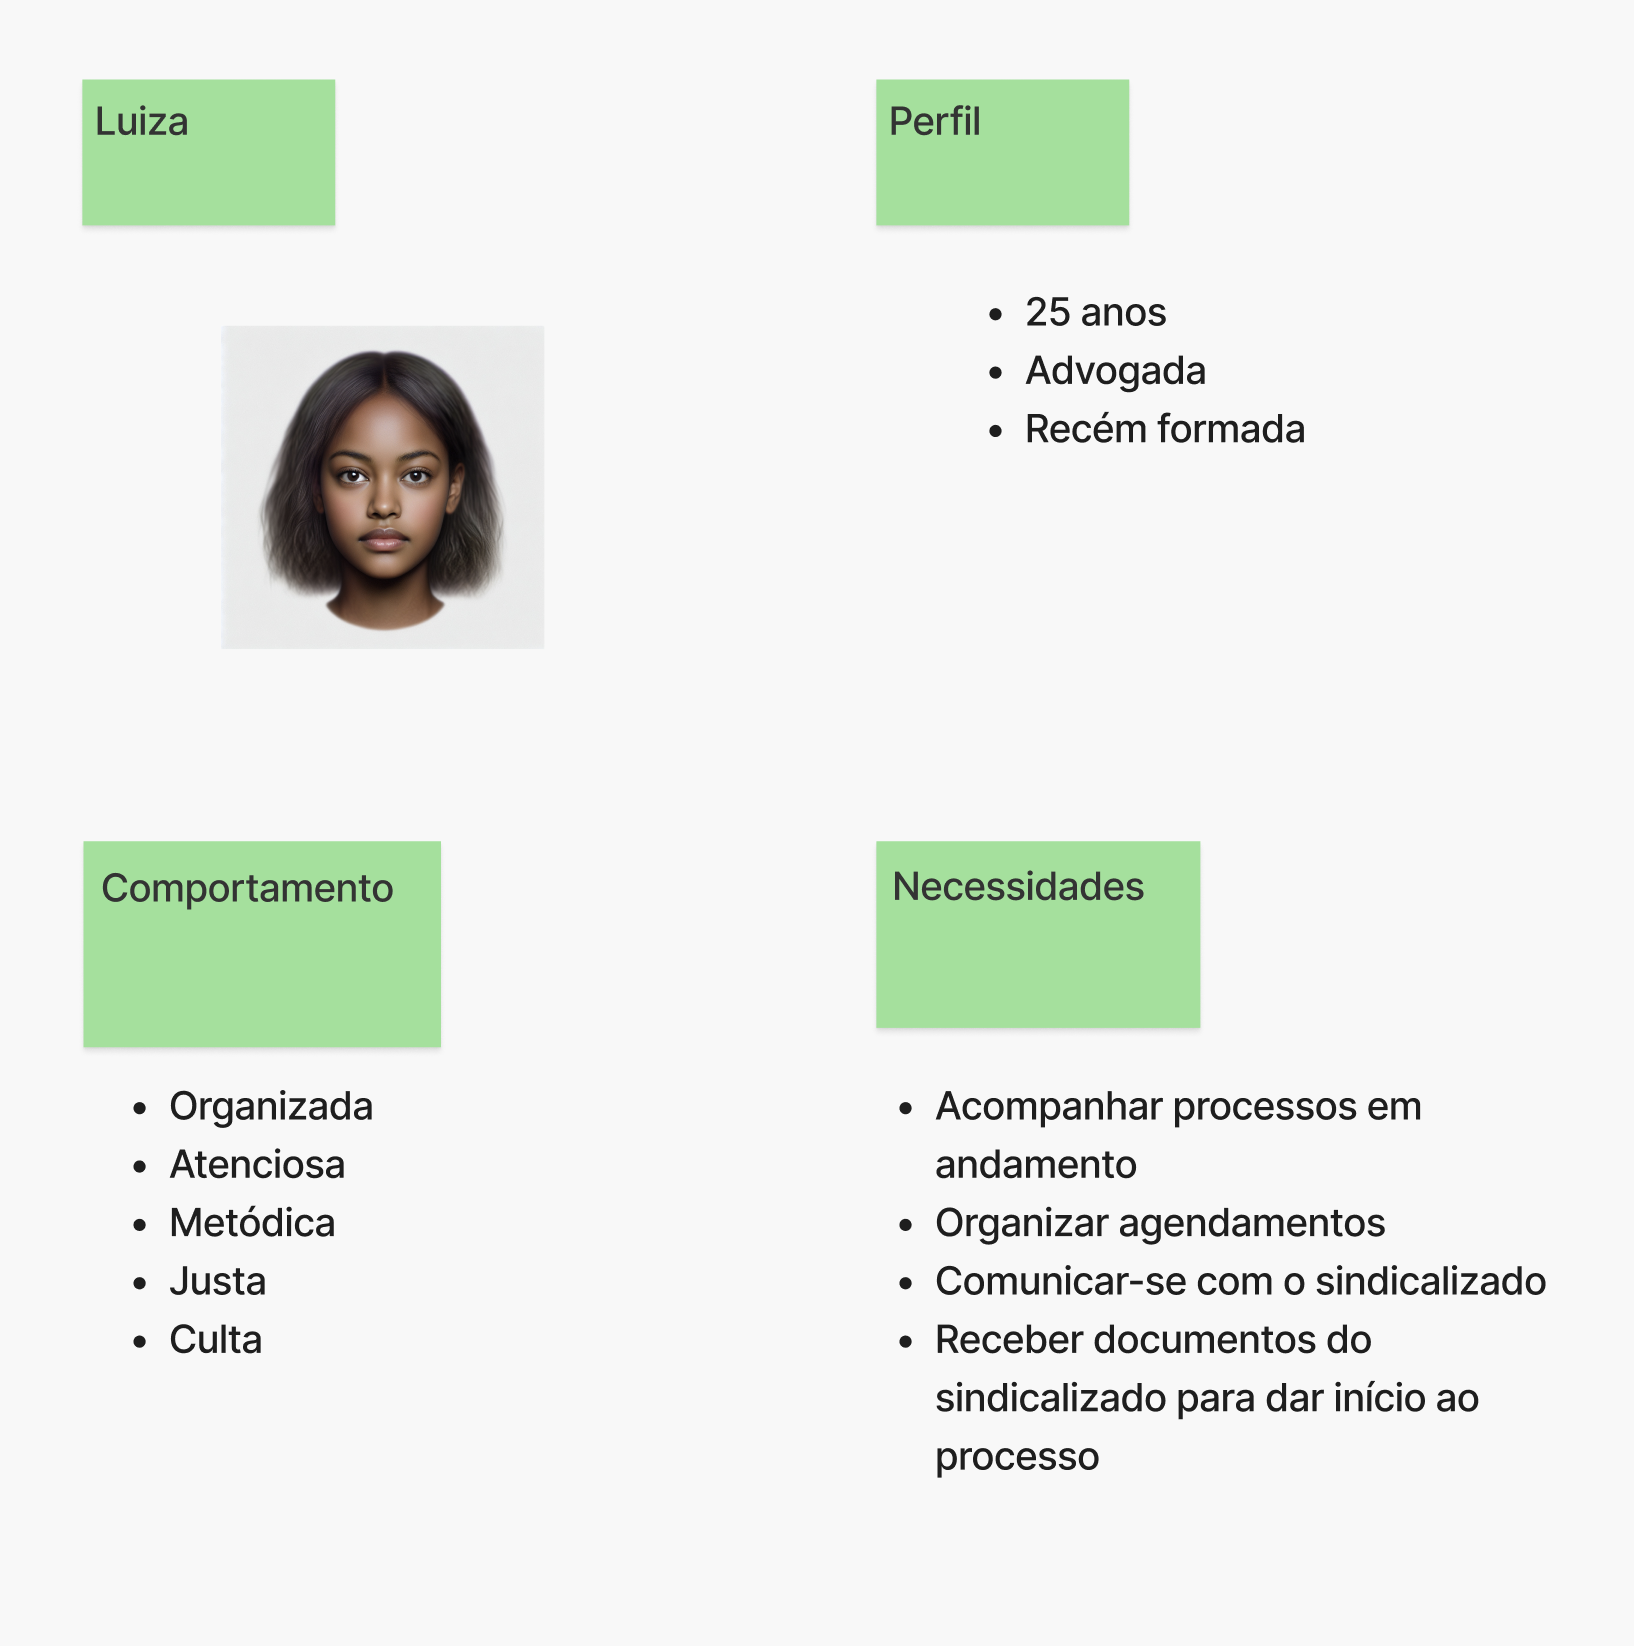 Luiza
Perfil
25 anos
Advogada
Recém formada
Comportamento
Organizada
Atenciosa
Metódica
Justa
Culta
Necessidades
Acompanhar processos em
andamento
Organizar agendamentos
Comunicar-se com o sindicalizado
Receber documentos do
sindicalizado para dar início ao
processo